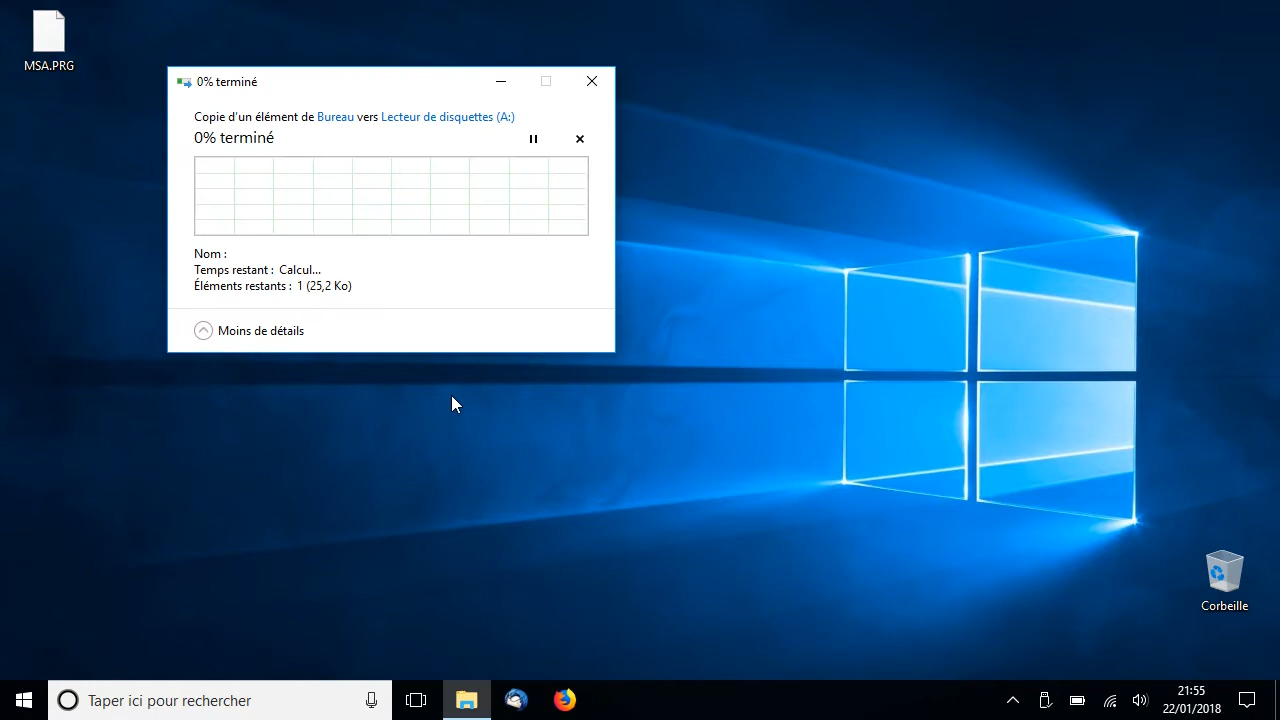 MSA.PRG
0% terminé
Copie d'un élément de Bureau vers Lecteur de disquettes (A:)
0% terminé
Nom :
Temps restant : Calcul...
Éléments restants : 1 (25,2 Ko)
Moins de détails
Corbeille
Taper ici pour rechercher
21:55
22/01/2018